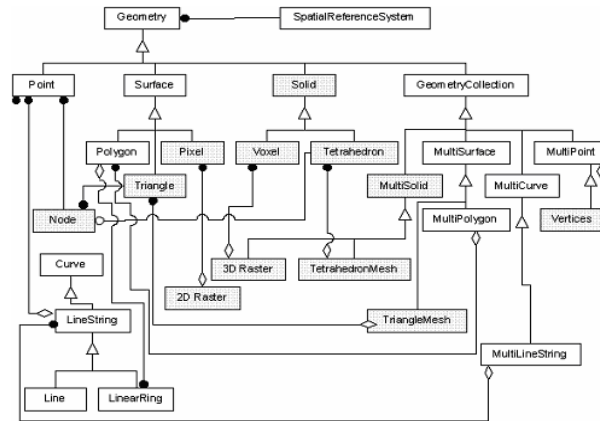 Geometry
SpatialReferenceSystem
Point
Surface
Solid
GeometryCollection
Polygon
Pixel
Voxel
Tetrahedron
MultiSurface
MultiPoint
Triangle
MultiSolid
MultiCurve
Node
MultiPolygon
Vertices
Curve
3D Raster
TetrahedronMesh
2D Raster
LineString
TriangleMesh
MultiLineString
Line
LinearRing